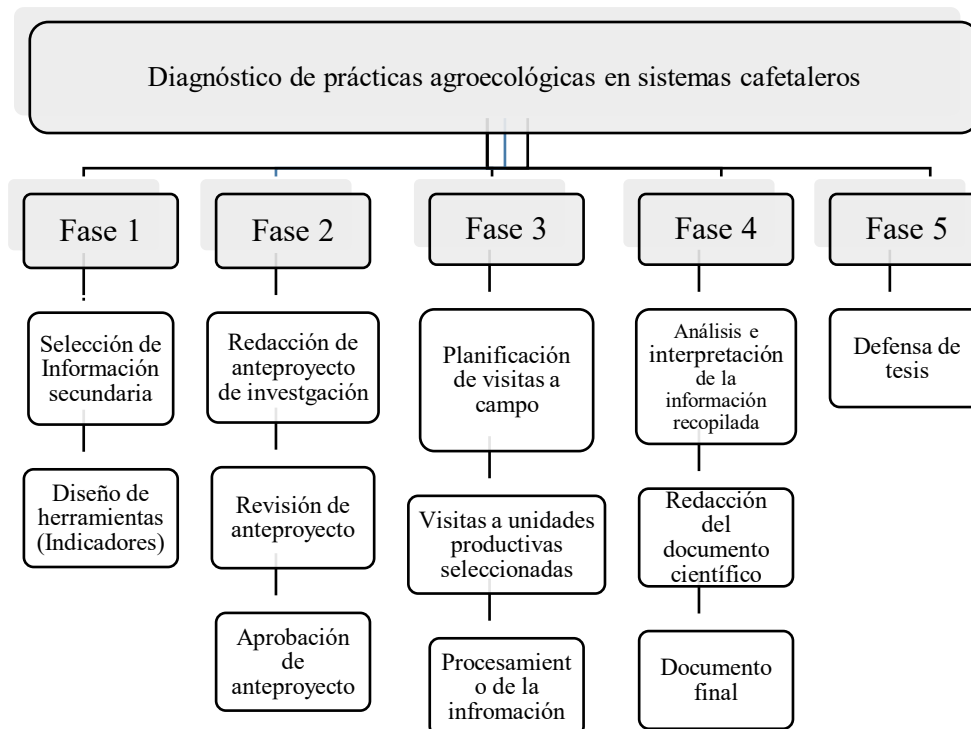 Diagnóstico de prácticas agroecológicas en sistemas cafetaleros
Fase 1
Selección de
Información
secundaria
Diseño de
herramientas
(Indicadores)
Fase 2
Redacción de
anteproyecto
de investgación
Revisión de
anteproyecto
Aprobación
de
anteproyecto
Fase 3
Planificación
de visitas a
campo
Visitas a unidades
productivas
seleccionadas
Procesamient
o de la
infromación
Fase 4
Análisis e
interpretación
de la
información
recopilada
Redacción
del
documento
científico
Documento
final
Fase 5
Defensa de
tesis